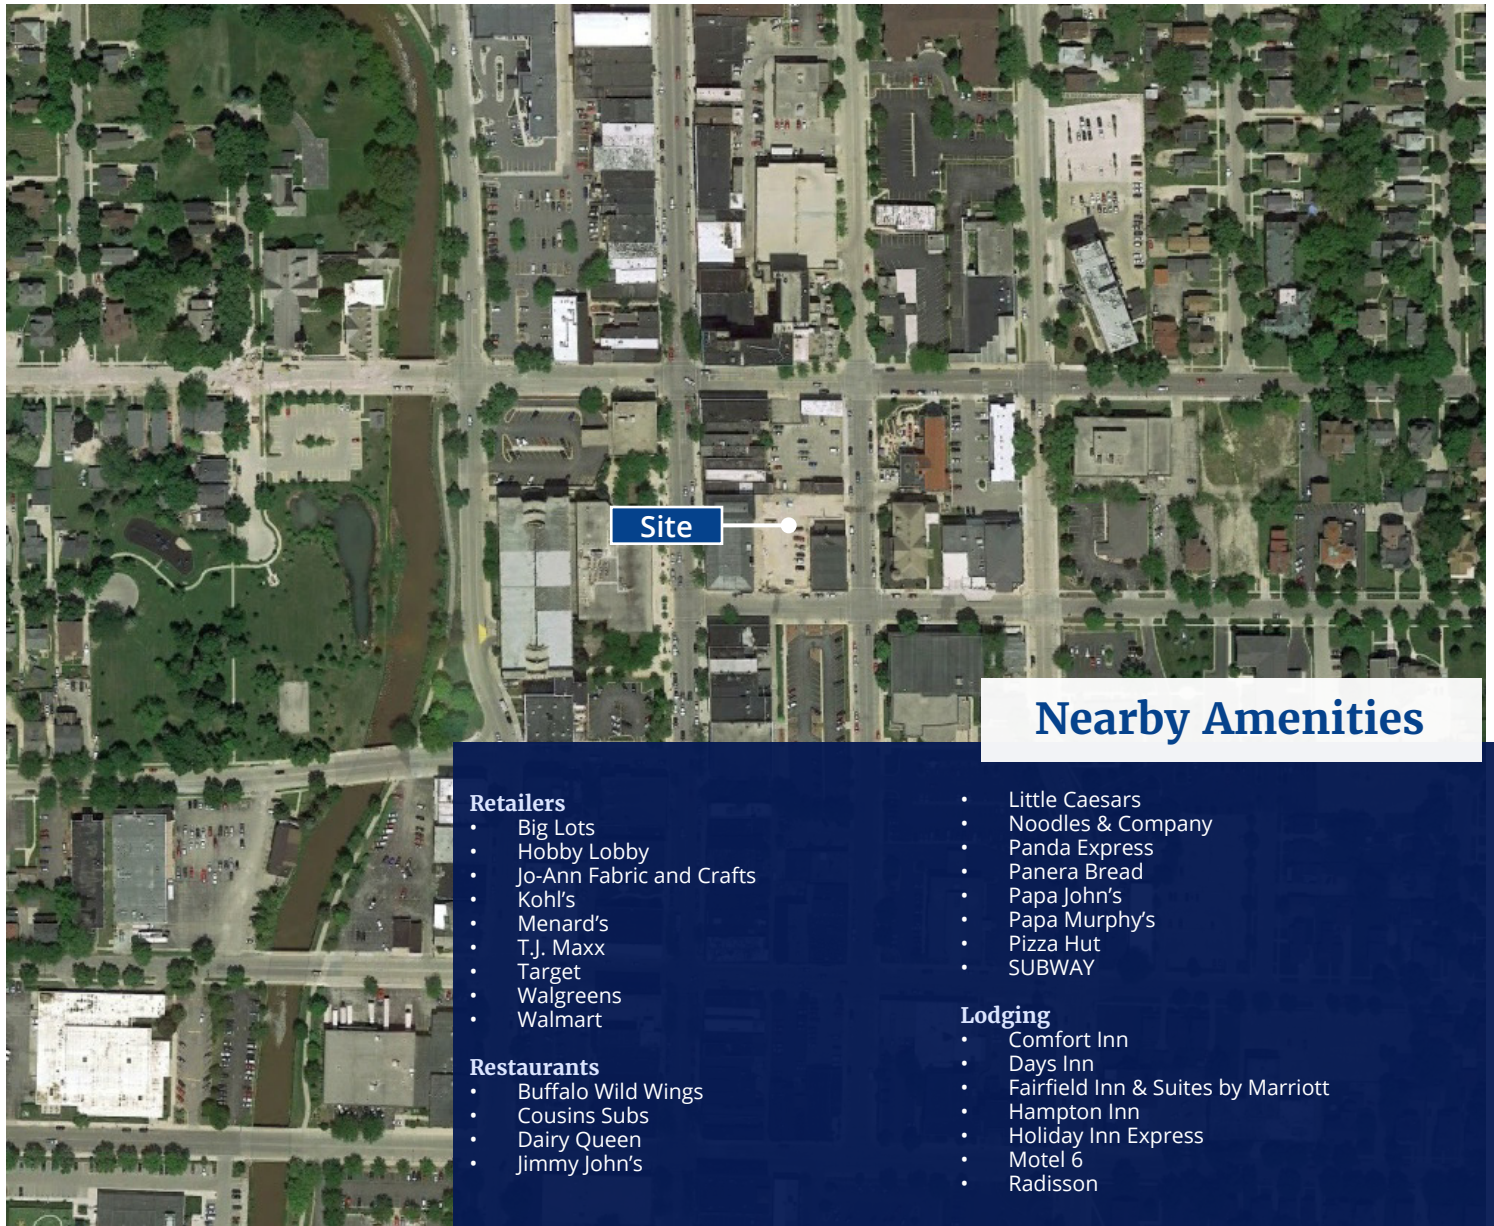 Site
Nearby Amenities
Retailers
• Big Lots
• Hobby Lobby
• Jo-Ann Fabric and Crafts
• Kohl’s
• Menard’s
• T.J. Maxx
• Target
• Walgreens
• Walmart
Restaurants
• Buffalo Wild Wings
• Cousins Subs
• Dairy Queen
• Jimmy John’s
• Little Caesars
• Noodles & Company
• Panda Express
• Panera Bread
• Papa John’s
• Papa Murphy’s
• Pizza Hut
• SUBWAY
Lodging
• Comfort Inn
• Days Inn
• Fairfield Inn & Suites by Marriott
• Hampton Inn
• Holiday Inn Express
• Motel 6
• Radisson